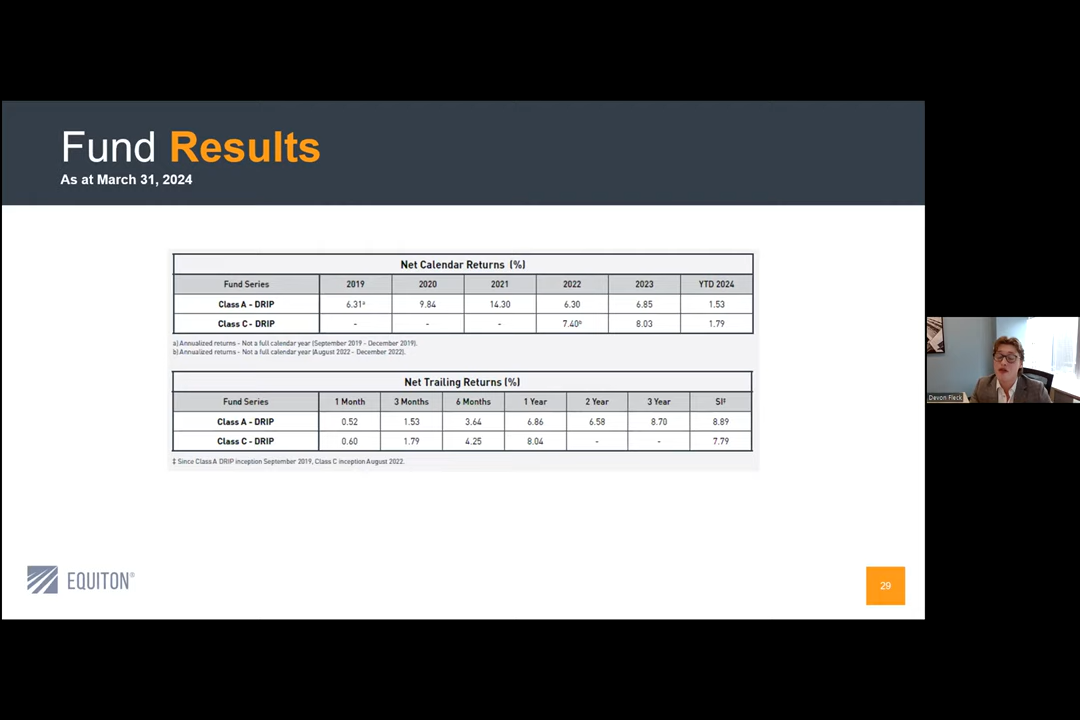 Fund Results
As at March 31, 2024
Net Calendar Returns (%)
Fund Series 2019 2020 2021 2022 2023 YTD 2024
Class A - DRIP 6.31ᵃ 9.84 14.30 6.30 6.85 1.53
Class C - DRIP - - - 7.40ᵇ 8.03 1.79
a) Annualized returns - Not a full calendar year (September 2019 - December 2019).
b) Annualized returns - Not a full calendar year (August 2022 - December 2022).
Net Trailing Returns (%)
Fund Series 1 Month 3 Months 6 Months 1 Year 2 Year 3 Year SI‡
Class A - DRIP 0.52 1.53 3.64 6.86 6.58 8.70 8.89
Class C - DRIP 0.60 1.79 4.25 8.04 - - 7.79
‡ Since Class A DRIP inception September 2019, Class C inception August 2022.
EQUITON®
29
Devon Fleck